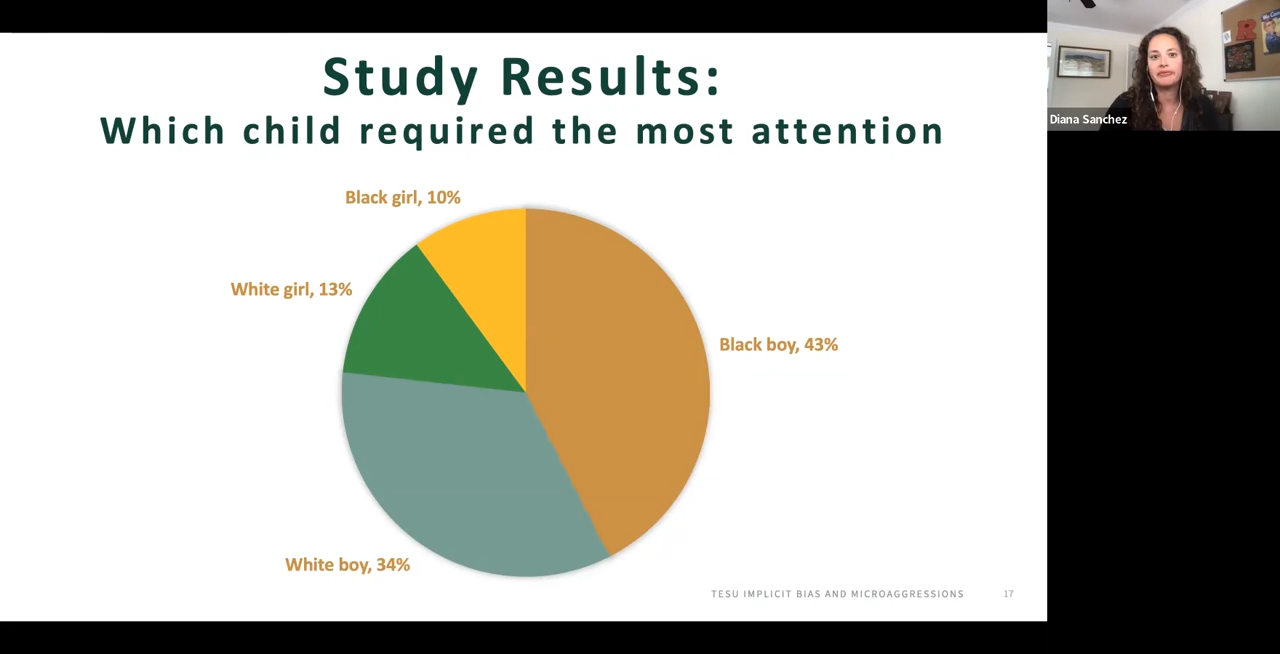 Study Results:
Which child required the most attention
Black girl, 10%
White girl, 13%
Black boy, 43%
White boy, 34%
TESU IMPLICIT BIAS AND MICROAGGRESSIONS 17
Diana Sanchez
R